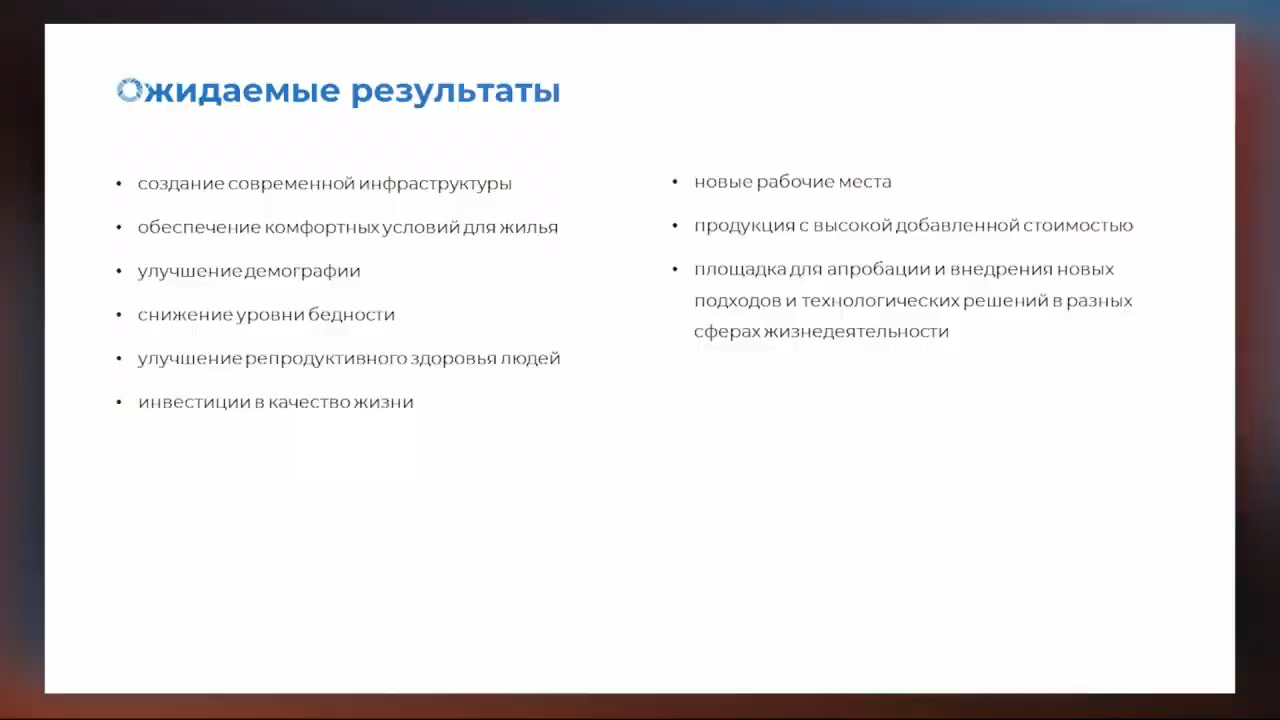 Ожидаемые результаты
• создание современной инфраструктуры
• обеспечение комфортных условий для жилья
• улучшение демографии
• снижение уровни бедности
• улучшение репродуктивного здоровья людей
• инвестиции в качество жизни
• новые рабочие места
• продукция с высокой добавленной стоимостью
• площадка для апробации и внедрения новых
подходов и технологических решений в разных
сферах жизнедеятельности